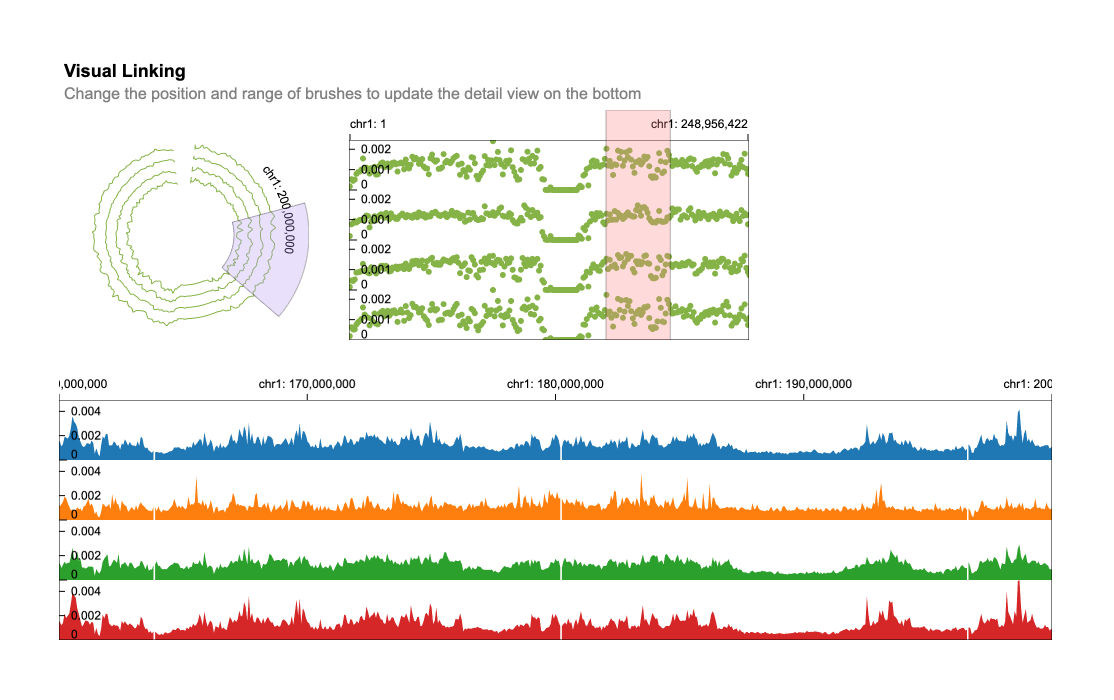 Visual Linking
Change the position and range of brushes to update the detail view on the bottom
chr1: 1
chr1: 248,956,422
chr1: 200,000,000
0.002
0.001
0
0.002
0.001
0
0.002
0.001
0
0.002
0.001
0
),000,000
chr1: 170,000,000
chr1: 180,000,000
chr1: 190,000,000
chr1: 200
0.004
0.002
0
0.004
0.002
0
0.004
0.002
0
0.004
0.002
0